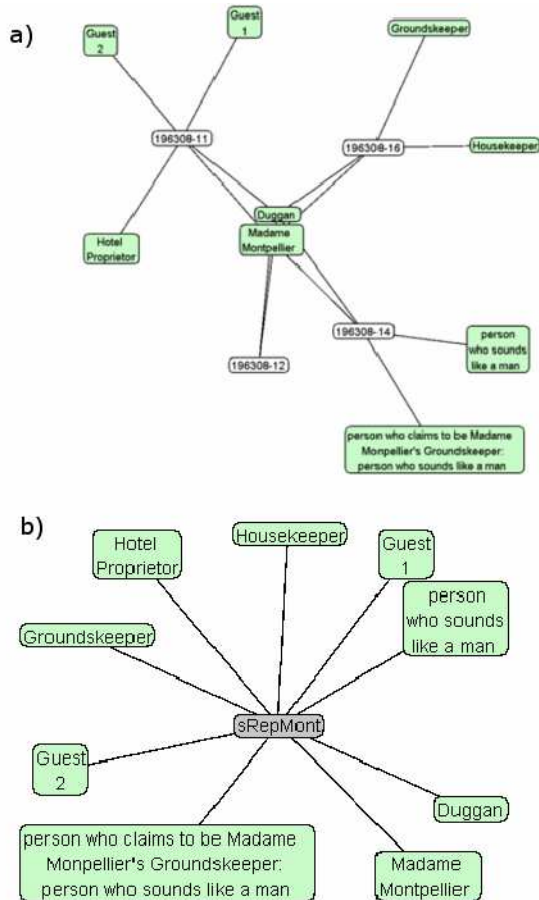 a)
Guest
2
Guest
1
Groundskeeper
196308-11
196308-16
Housekeeper
Duggan
Madame
Montpellier
Hotel
Proprietor
196308-14
196308-12
person
who sounds
like a man
person who claims to be Madame
Monpellier's Groundskeeper:
person who sounds like a man
b)
Hotel
Proprietor
Housekeeper
Guest
1
person
who sounds
like a man
Groundskeeper
sRepMont
Guest
2
Duggan
person who claims to be Madame
Monpellier's Groundskeeper:
person who sounds like a man
Madame
Montpellier